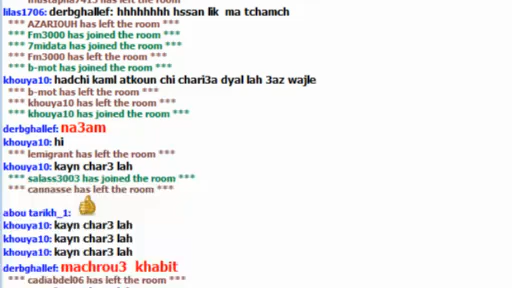 mustapha7413 has left the room ***
lilas1706: derbghallef: hhhhhhhh hssan lik  ma tchamch
*** AZARIOUH has left the room ***
*** Fm3000 has joined the room ***
*** 7midata has joined the room ***
*** Fm3000 has left the room ***
*** b-mot has joined the room ***
khouya10: hadchi kaml atkoun chi chari3a dyal lah 3az wajle
*** b-mot has left the room ***
*** khouya10 has left the room ***
*** khouya10 has joined the room ***
derbghallef: na3am
khouya10: hi
*** lemigrant has left the room ***
khouya10: kayn char3 lah
*** salass3003 has joined the room ***
*** cannasse has left the room ***
abou tarikh_1:
khouya10: kayn char3 lah
khouya10: kayn char3 lah
khouya10: kayn char3 lah
derbghallef: machrou3  khabit
*** cadiabdel06 has left the room ***